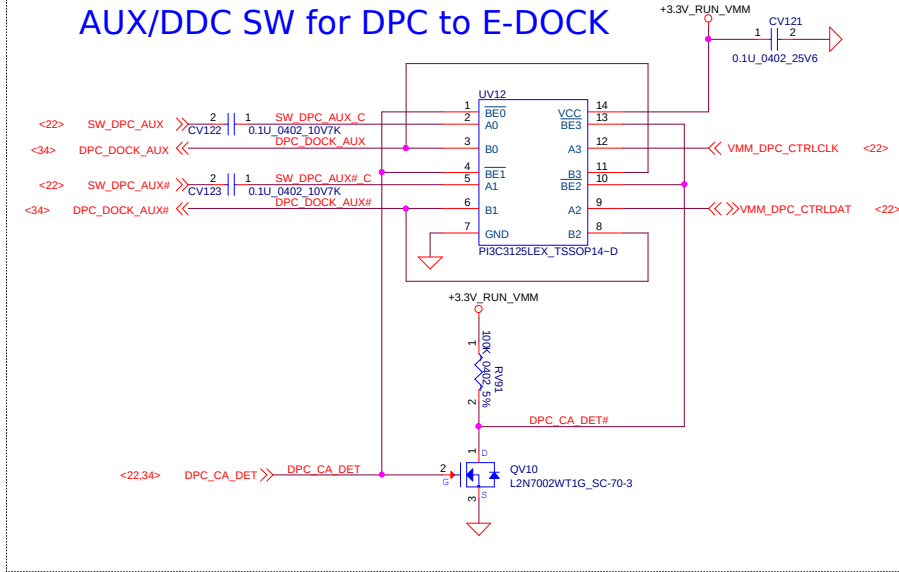 AUX/DDC SW for DPC to E-DOCK
+3.3V_RUN_VMM
CV121
1 2
0.1U_0402_25V6
UV12
1 BE0 VCC 14
<22> SW_DPC_AUX 2 1 SW_DPC_AUX_C 2 A0 BE3 13
CV122 0.1U_0402_10V7K
<34> DPC_DOCK_AUX DPC_DOCK_AUX 3 B0 A3 12 VMM_DPC_CTRLCLK <22>
4 BE1 B3 11
<22> SW_DPC_AUX# 2 1 SW_DPC_AUX#_C 5 A1 BE2 10
CV123 0.1U_0402_10V7K
<34> DPC_DOCK_AUX# DPC_DOCK_AUX# 6 B1 A2 9 VMM_DPC_CTRLDAT <22>
7 GND B2 8
PI3C3125LEX_TSSOP14~D
+3.3V_RUN_VMM
1
100K_0402_5%
RV91
2
DPC_CA_DET#
1 D
<22,34> DPC_CA_DET DPC_CA_DET 2 G QV10
L2N7002WT1G_SC-70-3
3 S